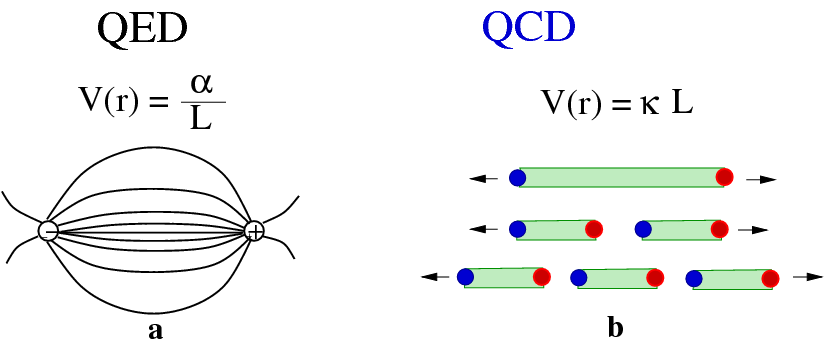 QED
V(r) = α/L
− +
a
QCD
V(r) = κ L
b